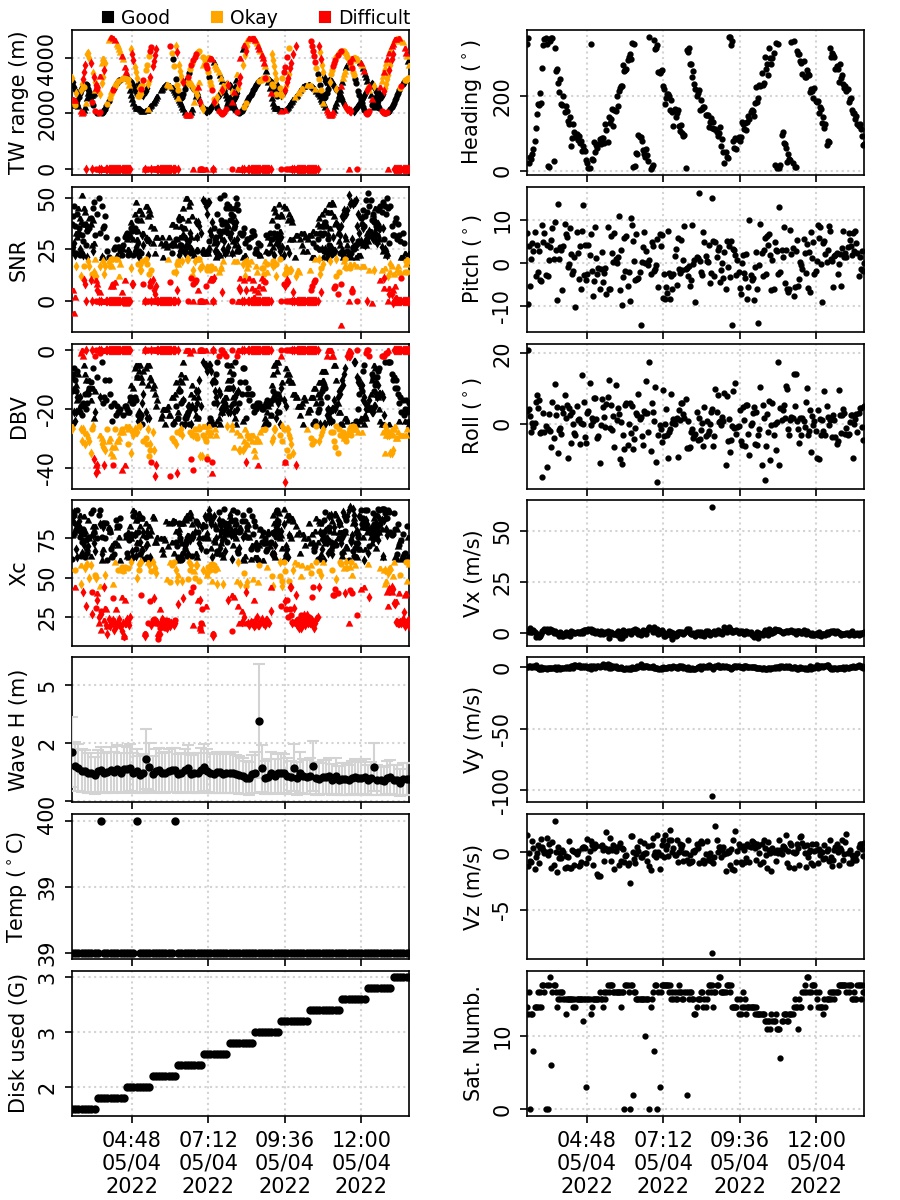 Good Okay Difficult
TW range (m)
4000
2000
0
Heading (°)
200
0
SNR
50
25
0
Pitch (°)
10
0
-10
DBV
0
-20
-40
Roll (°)
20
0
Xc
75
50
25
Vx (m/s)
50
25
0
Wave H (m)
5
2
0
Vy (m/s)
0
-50
-100
Temp (°C)
40
39
39
Vz (m/s)
0
-5
Disk used (G)
3
3
2
Sat. Numb.
10
0
04:48 07:12 09:36 12:00
05/04 05/04 05/04 05/04
2022 2022 2022 2022
04:48 07:12 09:36 12:00
05/04 05/04 05/04 05/04
2022 2022 2022 2022